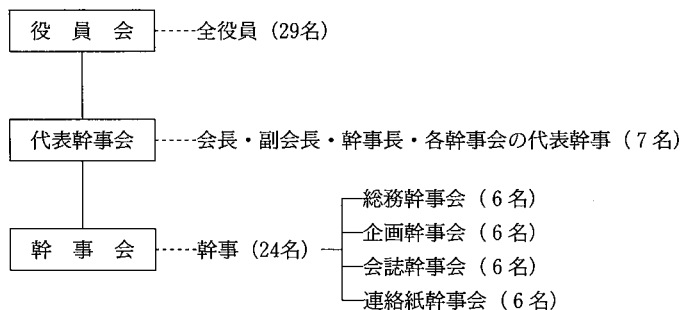 役員会 全役員（29名）
代表幹事会 会長・副会長・幹事長・各幹事会の代表幹事（7名）
総務幹事会（6名）
企画幹事会（6名）
幹事会 幹事（24名）
会誌幹事会（6名）
連絡紙幹事会（6名）